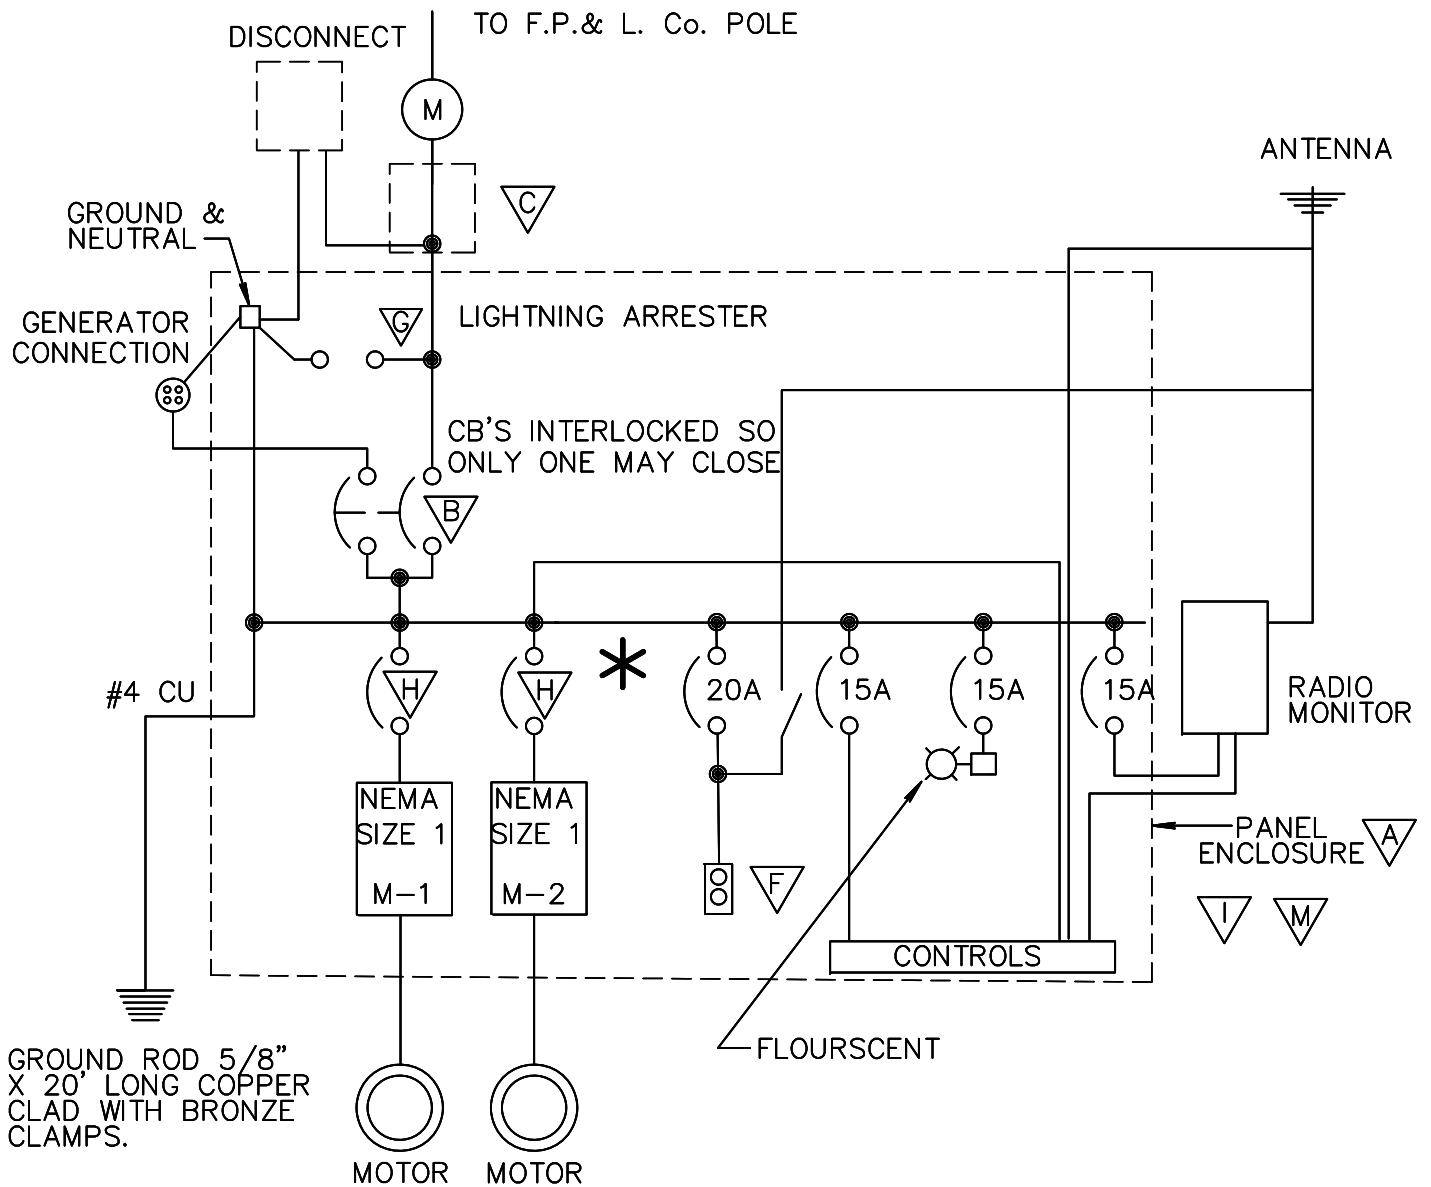 TO F.P.& L. Co. POLE
DISCONNECT
M
ANTENNA
C
GROUND &
NEUTRAL
G
LIGHTNING ARRESTER
GENERATOR
CONNECTION
CB'S INTERLOCKED SO
ONLY ONE MAY CLOSE
B
H
H
20A
15A
15A
15A
#4 CU
RADIO
MONITOR
NEMA
SIZE 1
M-1
NEMA
SIZE 1
M-2
PANEL
ENCLOSURE
A
F
I
M
CONTROLS
FLOURSCENT
GROUND ROD 5/8"
X 20' LONG COPPER
CLAD WITH BRONZE
CLAMPS.
MOTOR
MOTOR